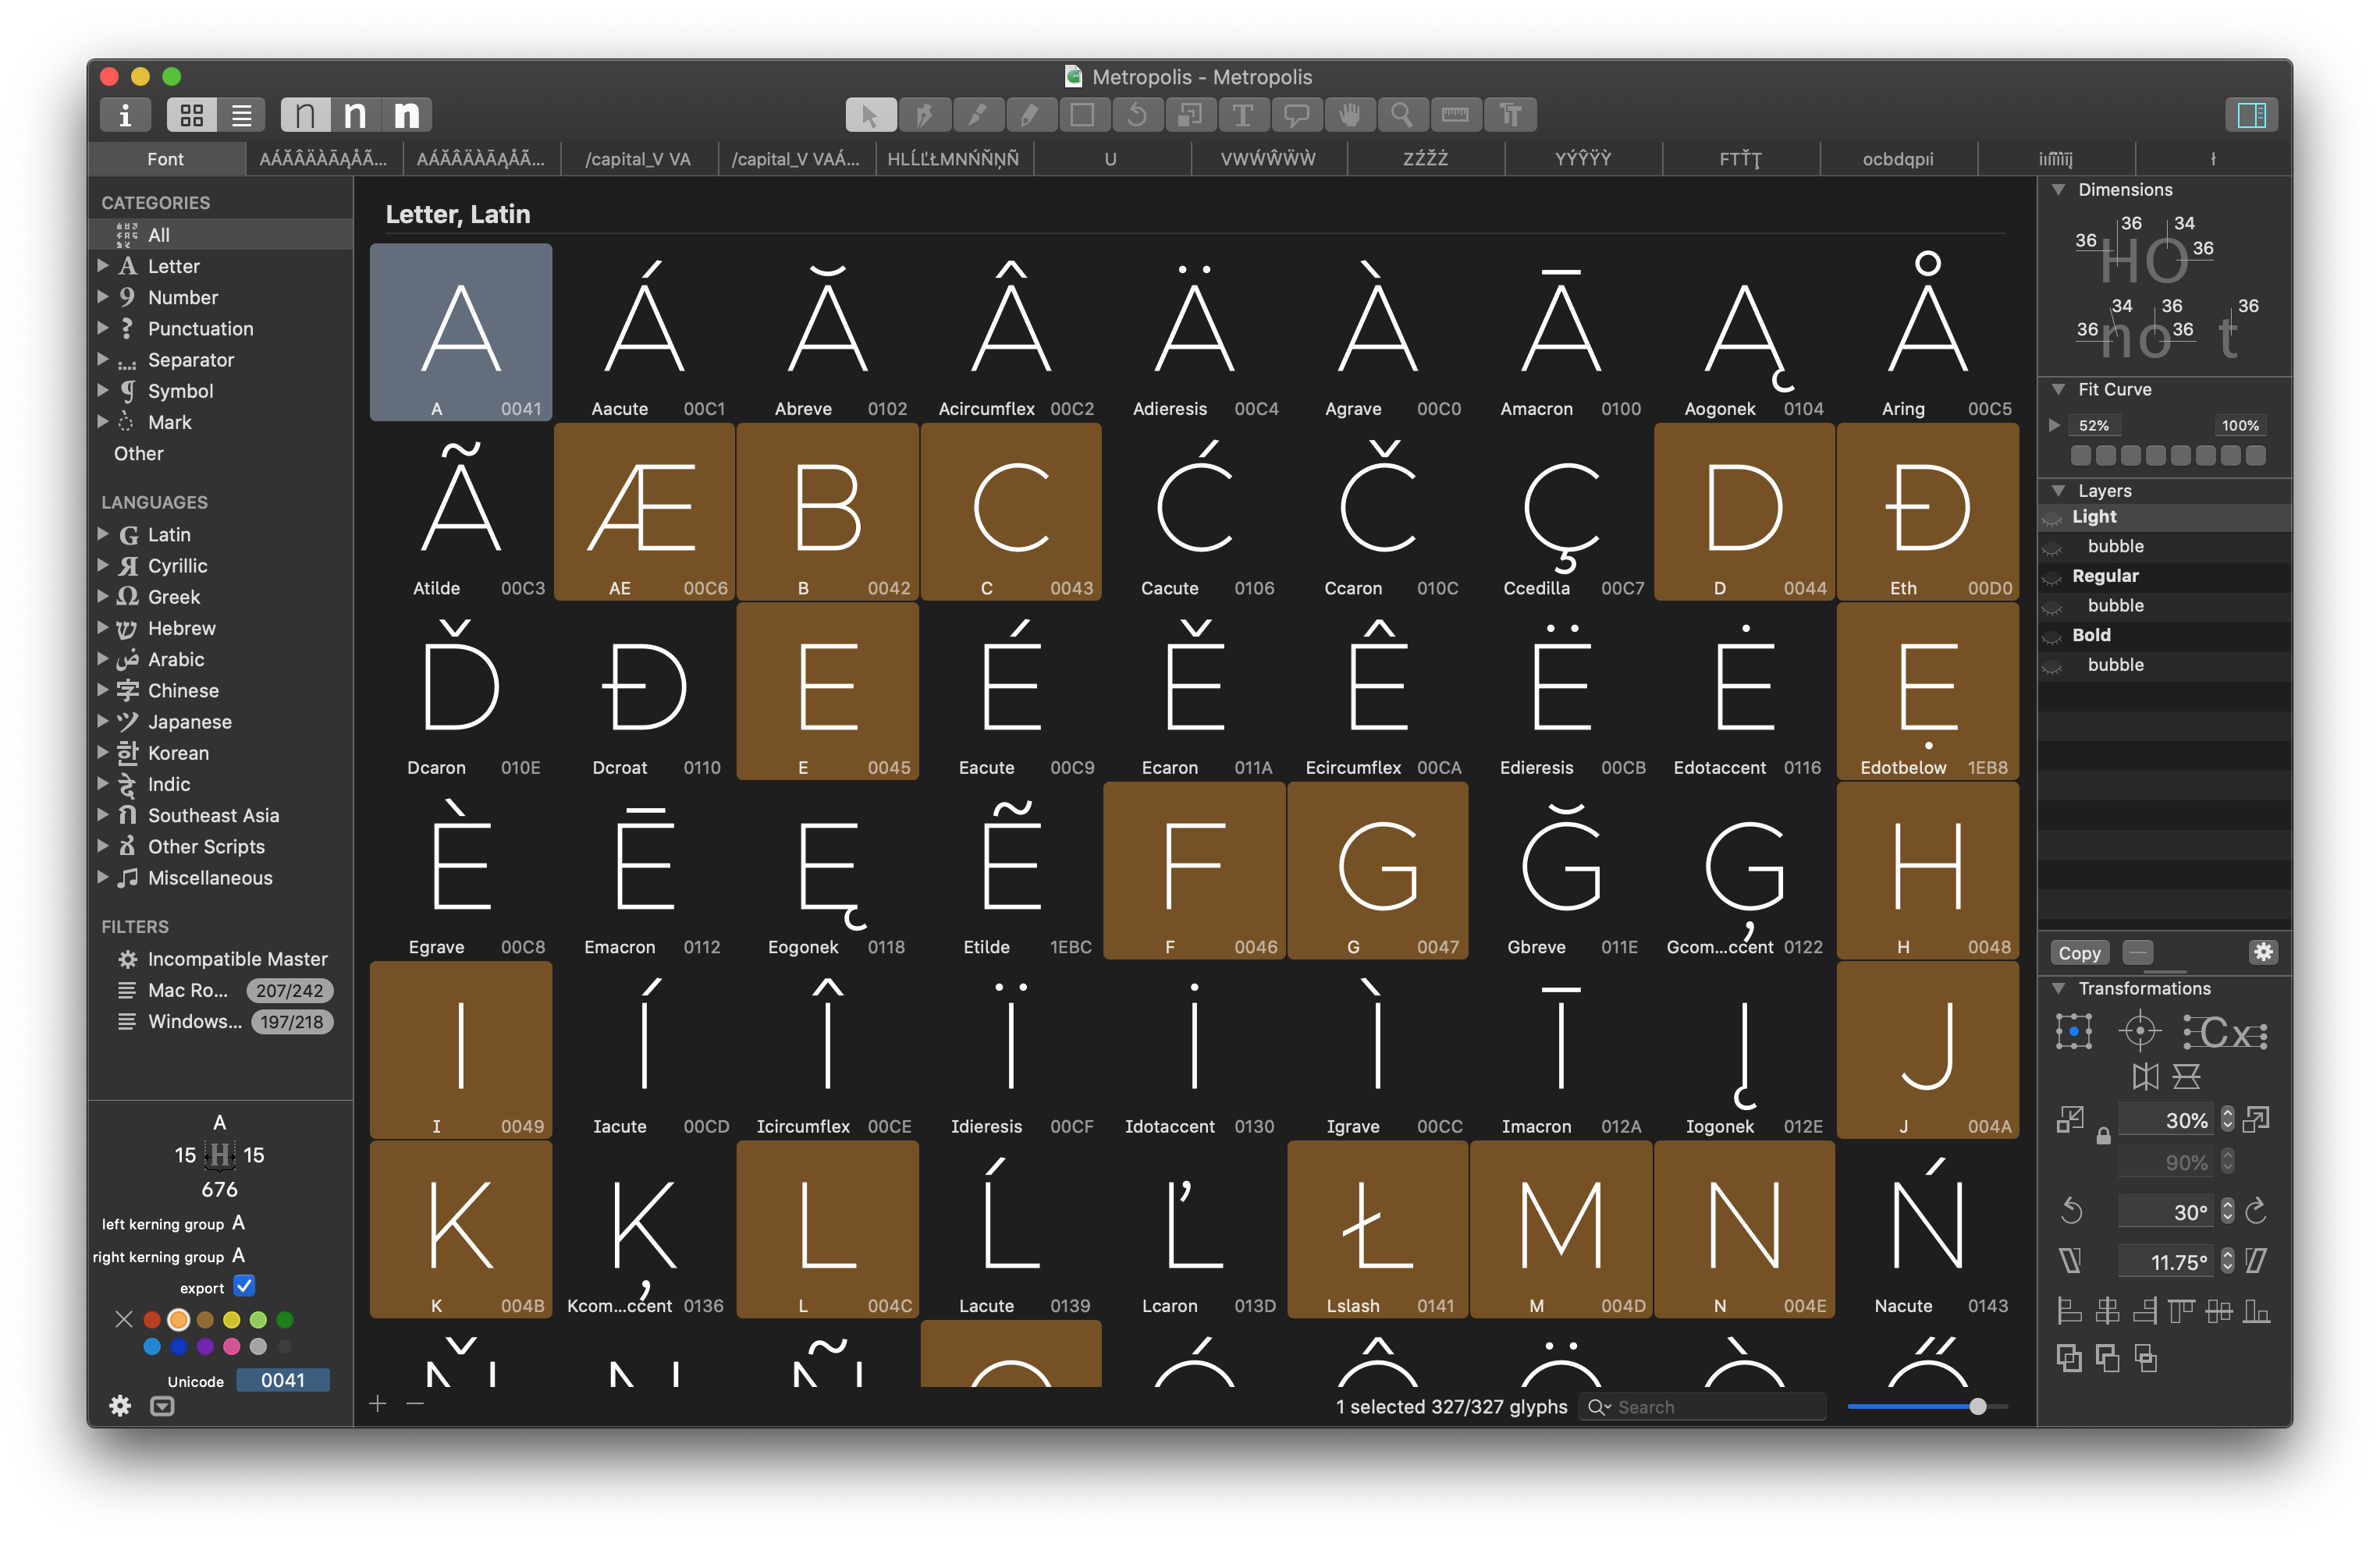 Metropolis - Metropolis
n n n
Font AÁĂÂÄÀĀĄÅÃ... AÁĂÂÄÀĀĄÅÃ... /capital_V VA /capital_V VAÁ... HLĹĽŁMNŃŇŅÑ U VWẂŴẄẀ ZŹŽŻ YÝŶŸỲ FTŤŢ ocbdqpıi ł
CATEGORIES
All
Letter
Number
Punctuation
Separator
Symbol
Mark
Other
LANGUAGES
Latin
Cyrillic
Greek
Hebrew
Arabic
Chinese
Japanese
Korean
Indic
Southeast Asia
Other Scripts
Miscellaneous
FILTERS
Incompatible Master
Mac Ro... 207/242
Windows... 197/218
A
15 H 15
676
left kerning group A
right kerning group A
export
Unicode 0041
Letter, Latin
A Á Ă Â Ä À Ā Ą Å
A 0041 Aacute 00C1 Abreve 0102 Acircumflex 00C2 Adieresis 00C4 Agrave 00C0 Amacron 0100 Aogonek 0104 Aring 00C5
Ã Æ B C Ć Č Ç D Ð
Atilde 00C3 AE 00C6 B 0042 C 0043 Cacute 0106 Ccaron 010C Ccedilla 00C7 D 0044 Eth 00D0
Ď Đ E É Ě Ê Ë Ė Ẹ
Dcaron 010E Dcroat 0110 E 0045 Eacute 00C9 Ecaron 011A Ecircumflex 00CA Edieresis 00CB Edotaccent 0116 Edotbelow 1EB8
È Ē Ę Ẽ F G Ğ Ģ H
Egrave 00C8 Emacron 0112 Eogonek 0118 Etilde 1EBC F 0046 G 0047 Gbreve 011E Gcom...ccent 0122 H 0048
I Í Î Ï İ Ì Ī Į J
I 0049 Iacute 00CD Icircumflex 00CE Idieresis 00CF Idotaccent 0130 Igrave 00CC Imacron 012A Iogonek 012E J 004A
K Ķ L Ĺ Ľ Ł M N Ń
K 004B Kcom...ccent 0136 L 004C Lacute 0139 Lcaron 013D Lslash 0141 M 004D N 004E Nacute 0143
1 selected 327/327 glyphs Search
Dimensions
36 36 34 36
HO
36 34 36 36 36
no t
Fit Curve
52% 100%
Layers
Light
bubble
Regular
bubble
Bold
bubble
Copy
Transformations
Cx
30%
90%
30°
11.75°